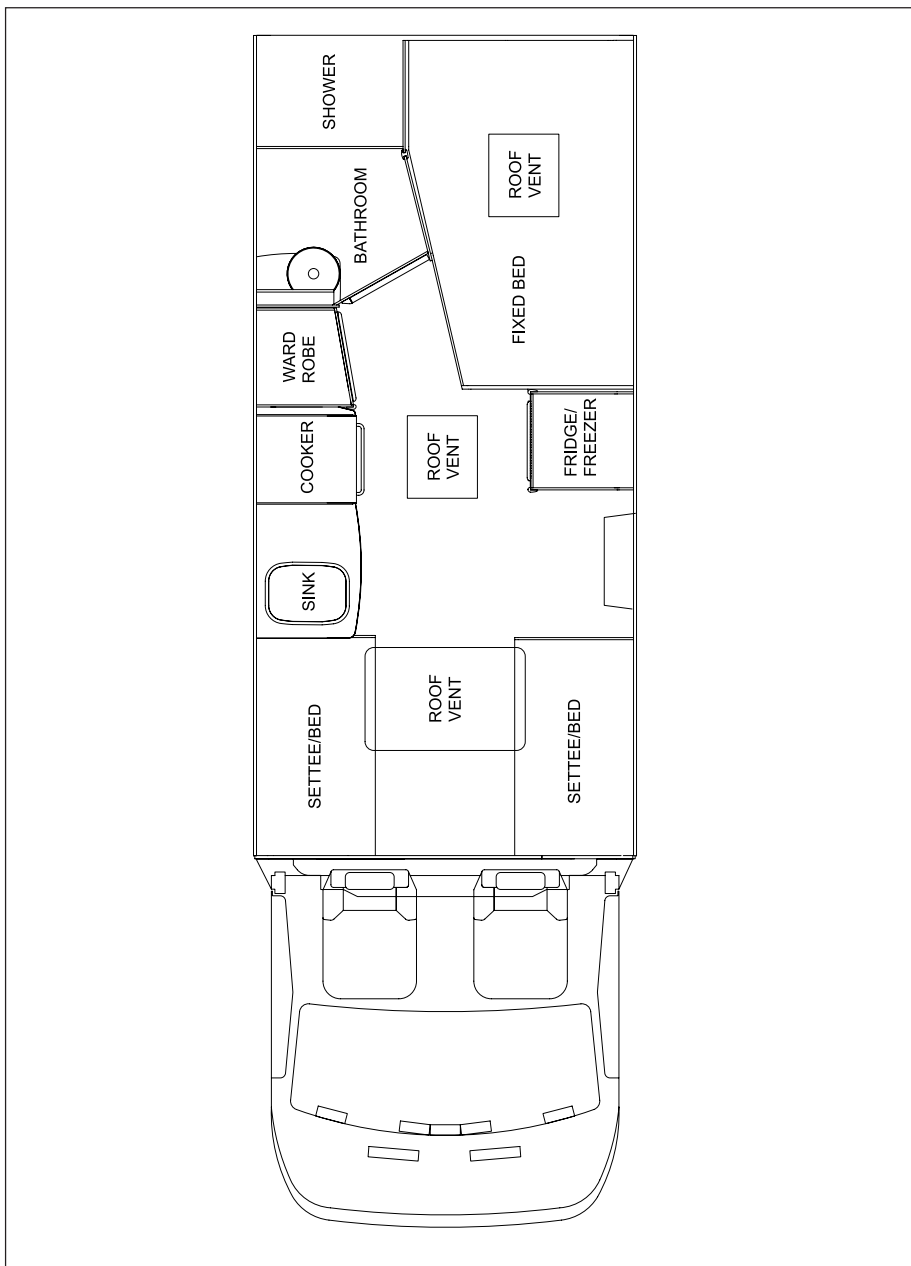 SHOWER
ROOF
VENT
BATHROOM
FIXED BED
WARD
ROBE
COOKER
ROOF
VENT
FRIDGE/
FREEZER
SINK
ROOF
VENT
SETTEE/BED
SETTEE/BED